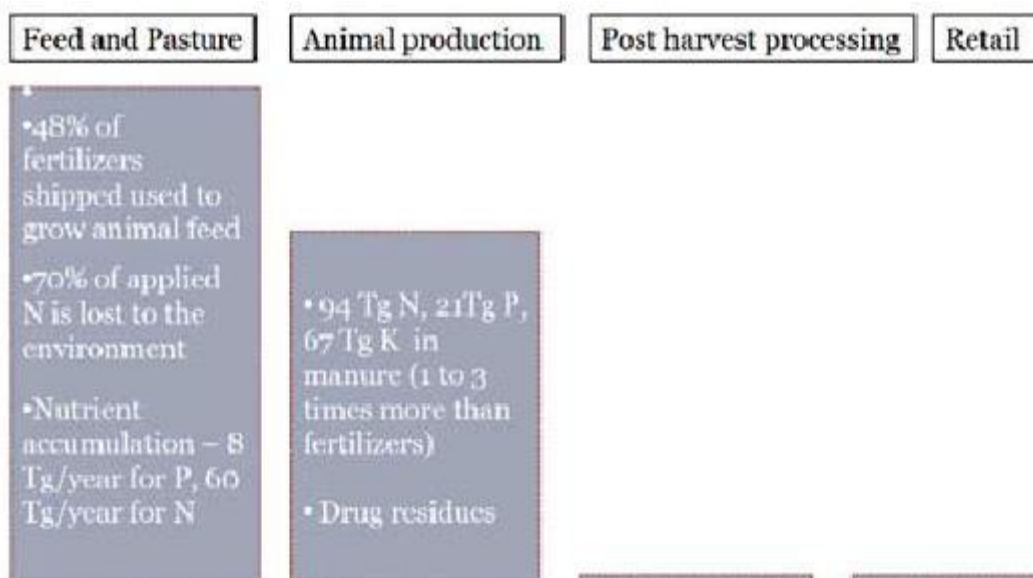 Feed and Pasture
Animal production
Post harvest processing
Retail
•
•48% of
fertilizers
shipped used to
grow animal feed
•70% of applied
N is lost to the
environment
•Nutrient
accumulation – 8
Tg/year for P, 60
Tg/year for N
• 94 Tg N, 21Tg P,
67 Tg K in
manure (1 to 3
times more than
fertilizers)
• Drug residues